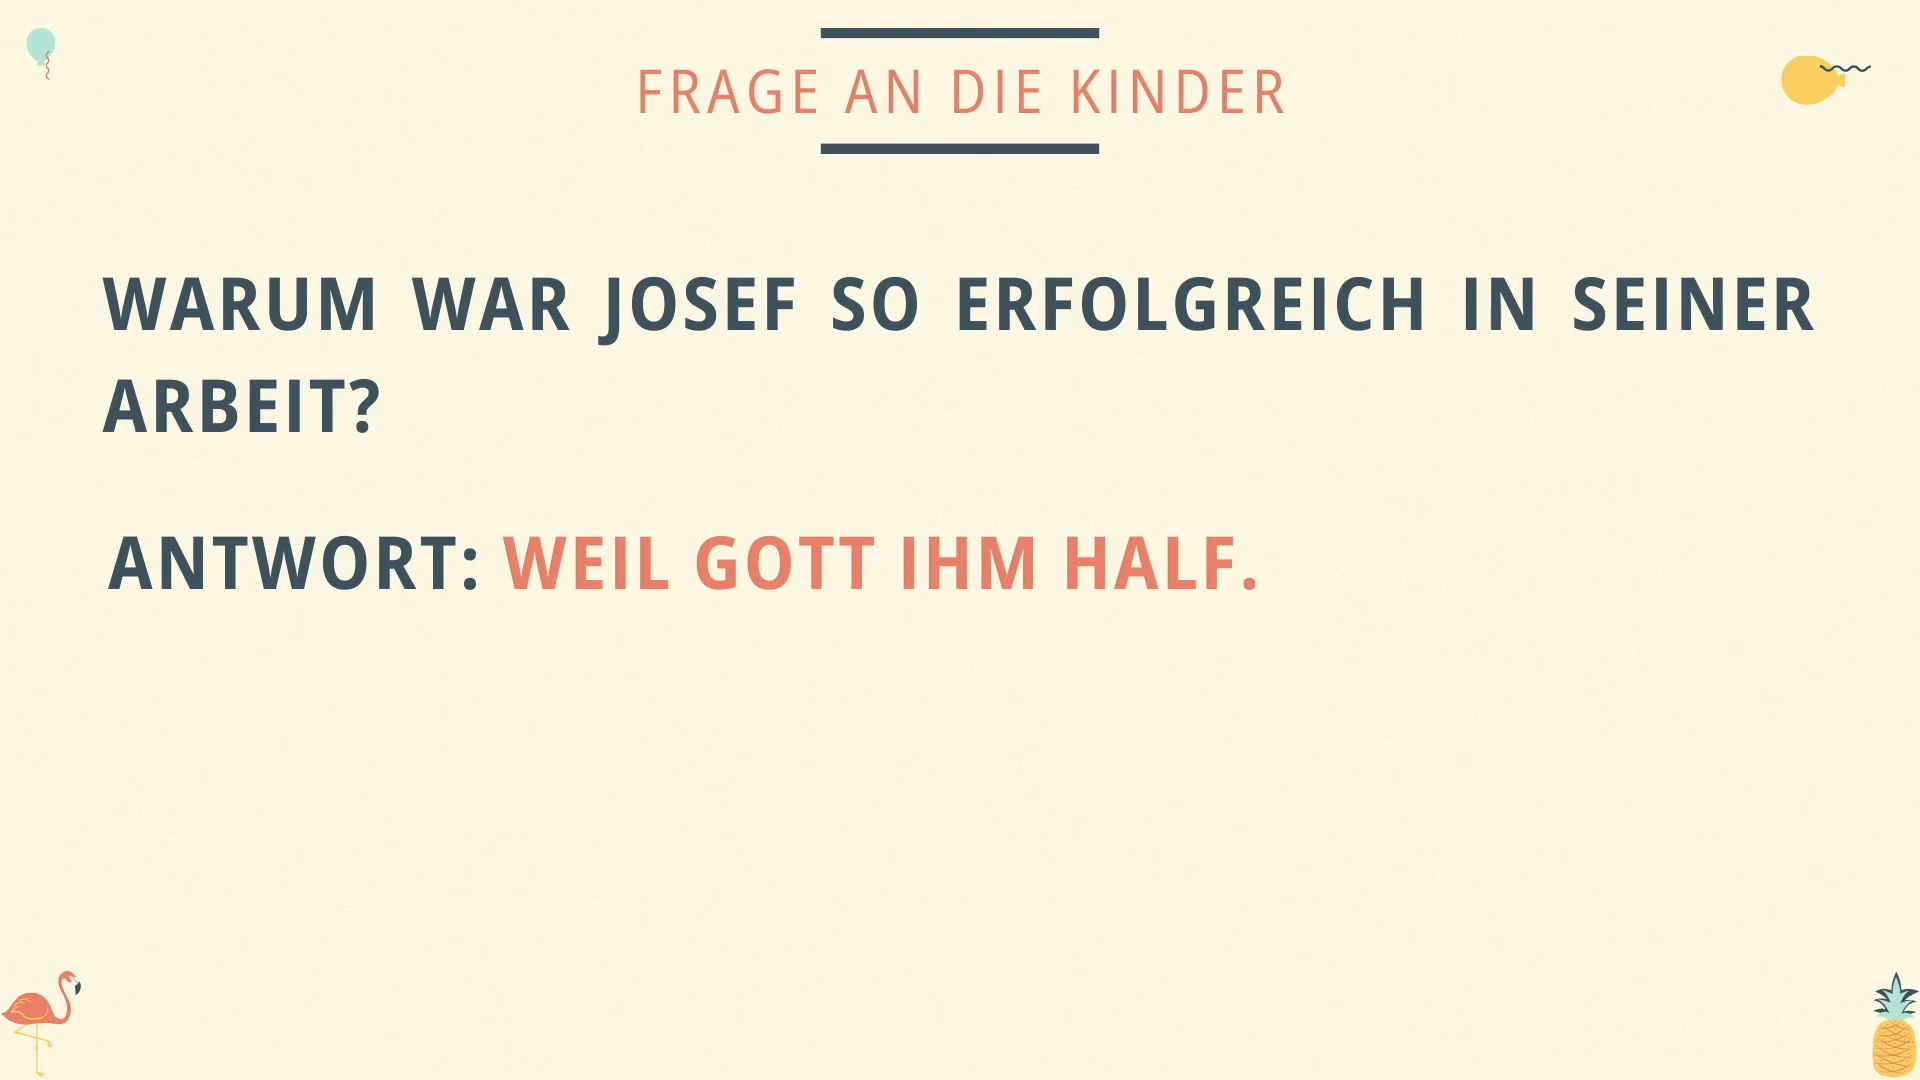 FRAGE AN DIE KINDER
WARUM WAR JOSEF SO ERFOLGREICH IN SEINER
ARBEIT?
ANTWORT: WEIL GOTT IHM HALF.